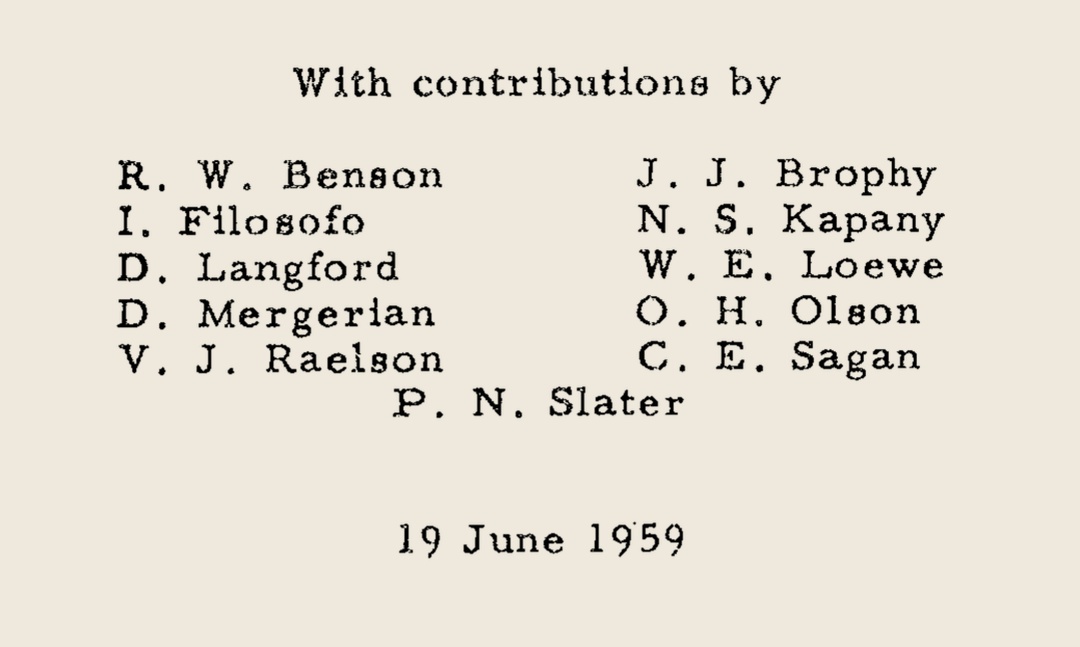 With contributions by
R. W. Benson J. J. Brophy
I. Filosofo N. S. Kapany
D. Langford W. E. Loewe
D. Mergerian O. H. Olson
V. J. Raelson C. E. Sagan
P. N. Slater
19 June 1959